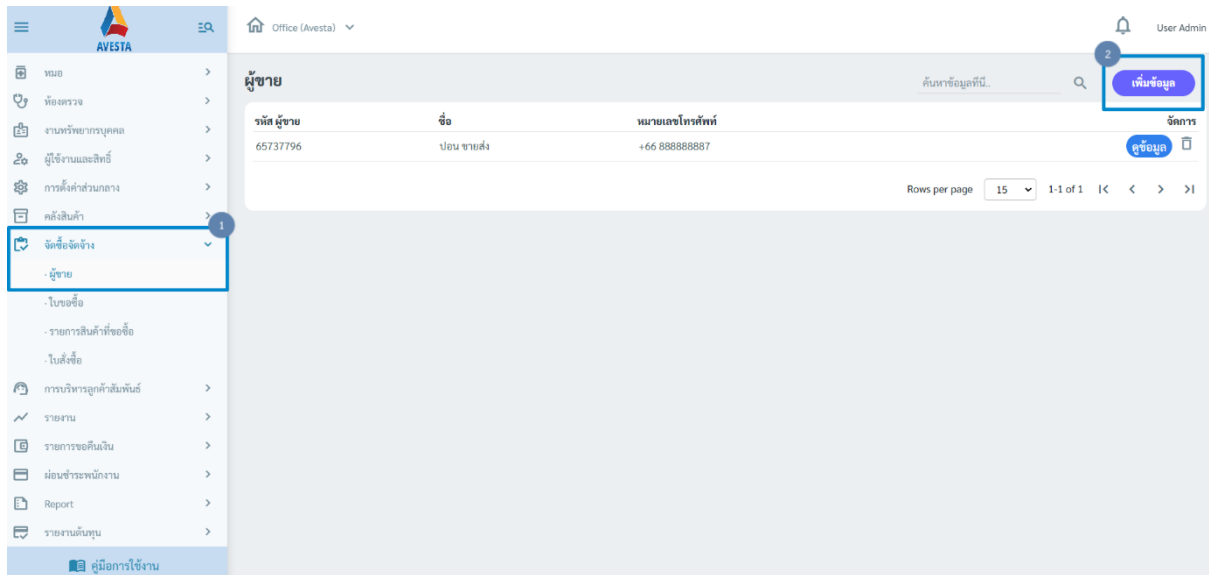 AVESTA
Office (Avesta)
User Admin
หมอ
ห้องตรวจ
งานทรัพยากรบุคคล
ผู้ใช้งานและสิทธิ์
การตั้งค่าส่วนกลาง
คลังสินค้า
1
จัดซื้อจัดจ้าง
· ผู้ขาย
· ใบขอซื้อ
· รายการสินค้าที่ขอซื้อ
· ใบสั่งซื้อ
การบริหารลูกค้าสัมพันธ์
รายงาน
รายการขอคืนเงิน
ผ่อนชำระพนักงาน
Report
รายงานต้นทุน
คู่มือการใช้งาน
2
ผู้ขาย ค้นหาข้อมูลที่นี่.. เพิ่มข้อมูล
รหัส ผู้ขาย ชื่อ หมายเลขโทรศัพท์ จัดการ
65737796 ปอน ขายส่ง +66 888888887 ดูข้อมูล
Rows per page 15 1-1 of 1